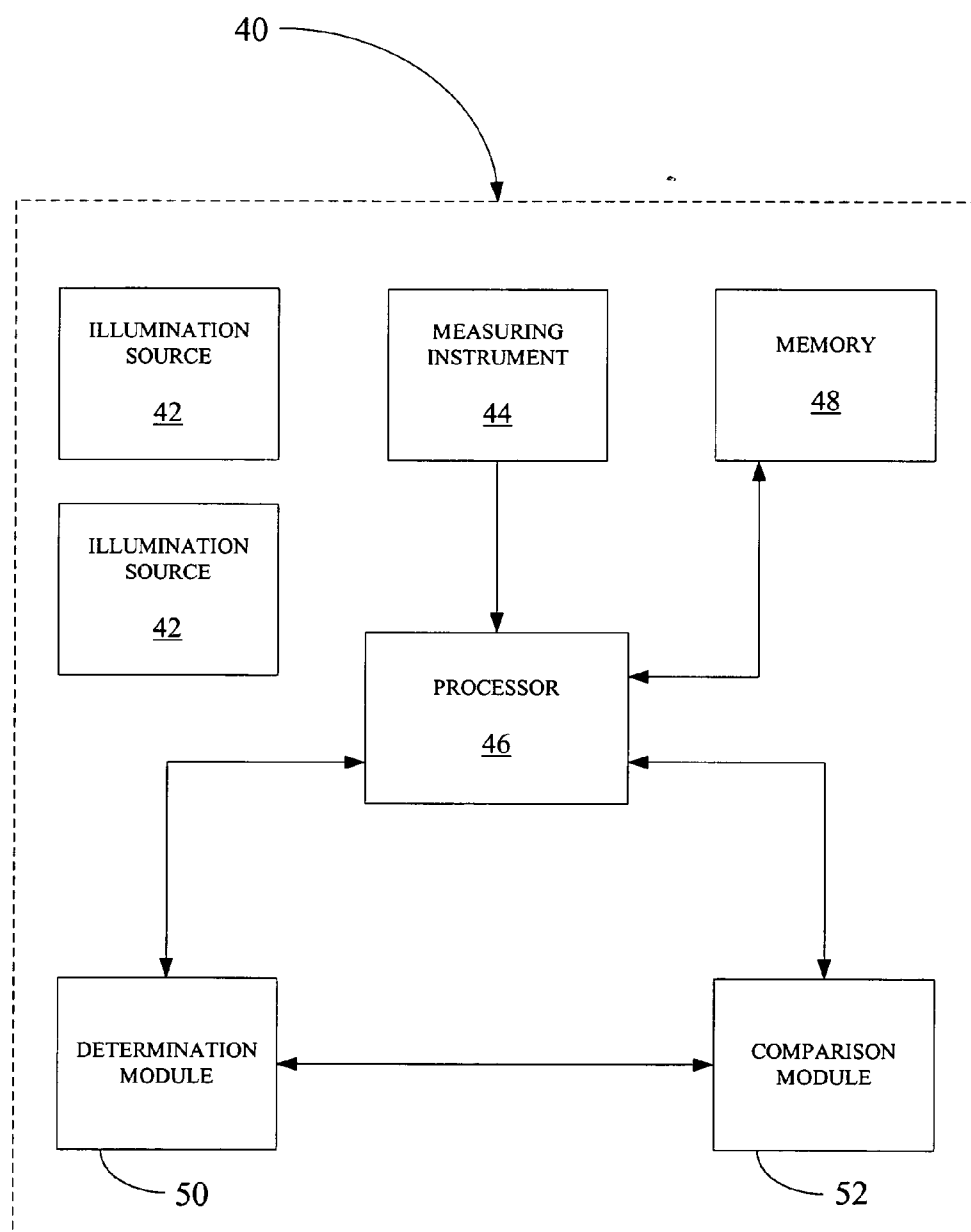 40
ILLUMINATION
SOURCE
42
MEASURING
INSTRUMENT
44
MEMORY
48
ILLUMINATION
SOURCE
42
PROCESSOR
46
DETERMINATION
MODULE
COMPARISON
MODULE
50
52